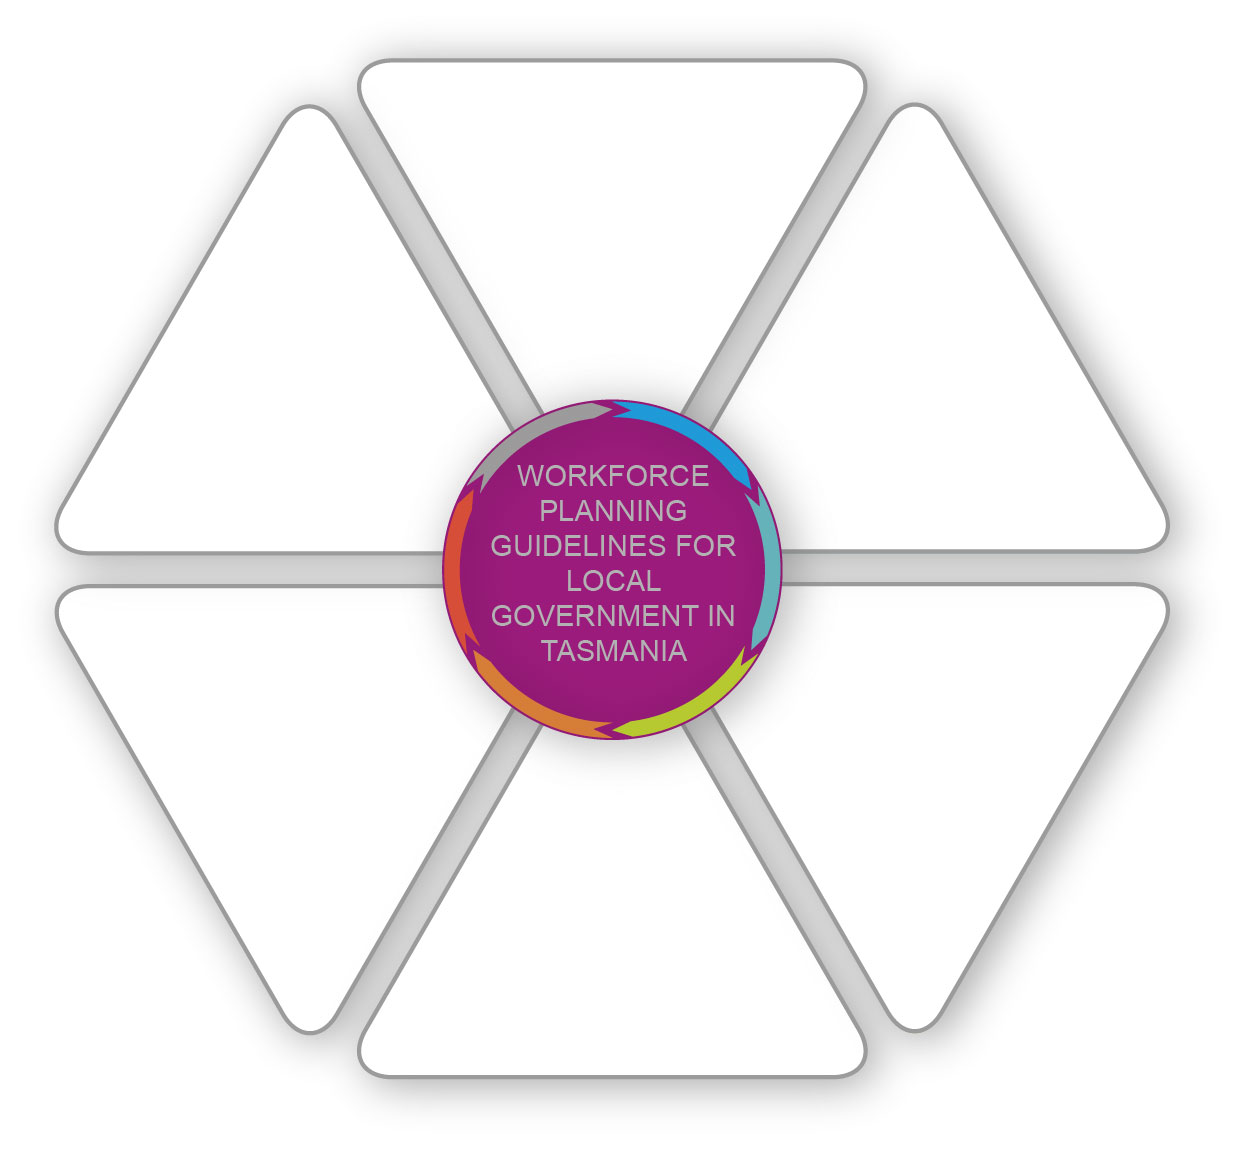 WORKFORCE
PLANNING
GUIDELINES FOR
LOCAL
GOVERNMENT IN
TASMANIA